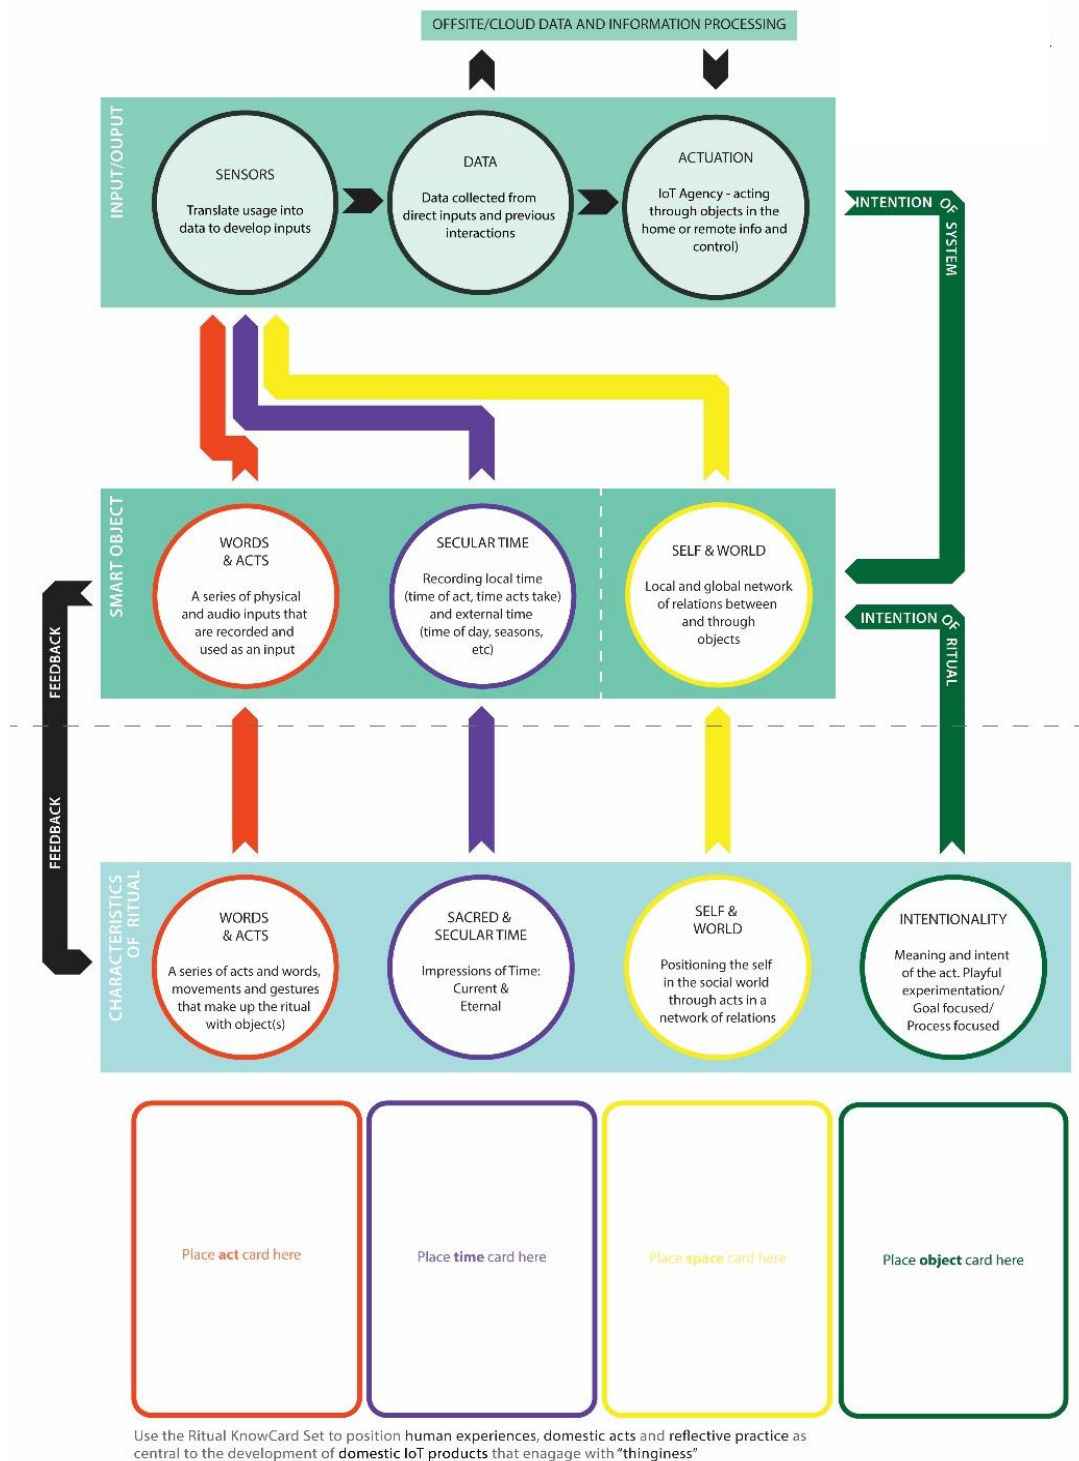 OFFSITE/CLOUD DATA AND INFORMATION PROCESSING
INPUT/OUPUT
SENSORS
Translate usage into
data to develop inputs
DATA
Data collected from
direct inputs and previous
interactions
ACTUATION
IoT Agency - acting
through objects in the
home or remote info and
control)
INTENTION OF SYSTEM
SMART OBJECT
WORDS
& ACTS
A series of physical
and audio inputs that
are recorded and
used as an input
SECULAR TIME
Recording local time
(time of act, time acts take)
and external time
(time of day, seasons,
etc)
SELF & WORLD
Local and global network
of relations between
and through
objects
INTENTION OF RITUAL
FEEDBACK
FEEDBACK
CHARACTERISTICS
OF RITUAL
WORDS
& ACTS
A series of acts and words,
movements and gestures
that make up the ritual
with object(s)
SACRED &
SECULAR TIME
Impressions of Time:
Current &
Eternal
SELF &
WORLD
Positioning the self
in the social world
through acts in a
network of relations
INTENTIONALITY
Meaning and intent
of the act. Playful
experimentation/
Goal focused/
Process focused
Place act card here
Place time card here
Place space card here
Place object card here
Use the Ritual KnowCard Set to position human experiences, domestic acts and reflective practice as
central to the development of domestic IoT products that enagage with "thinginess"